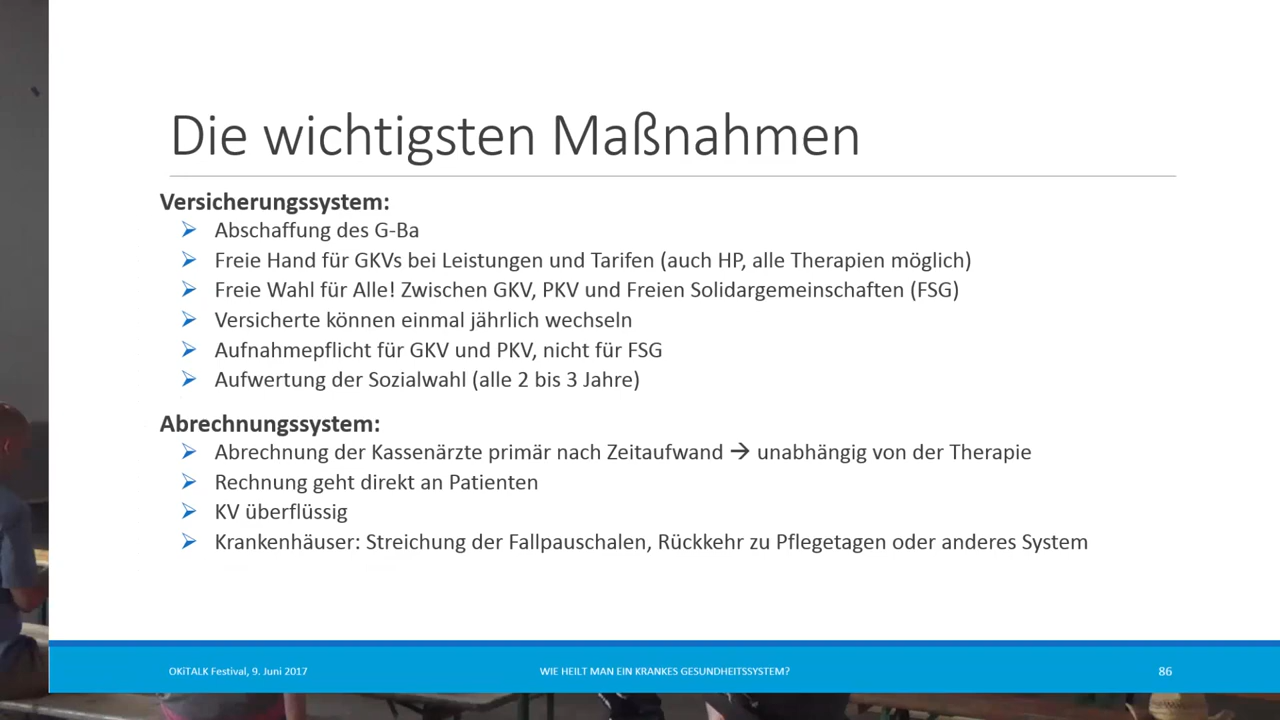 Die wichtigsten Maßnahmen
Versicherungssystem:
Abschaffung des G-Ba
Freie Hand für GKVs bei Leistungen und Tarifen (auch HP, alle Therapien möglich)
Freie Wahl für Alle! Zwischen GKV, PKV und Freien Solidargemeinschaften (FSG)
Versicherte können einmal jährlich wechseln
Aufnahmepflicht für GKV und PKV, nicht für FSG
Aufwertung der Sozialwahl (alle 2 bis 3 Jahre)
Abrechnungssystem:
Abrechnung der Kassenärzte primär nach Zeitaufwand → unabhängig von der Therapie
Rechnung geht direkt an Patienten
KV überflüssig
Krankenhäuser: Streichung der Fallpauschalen, Rückkehr zu Pflegetagen oder anderes System
OKiTALK Festival, 9. Juni 2017
WIE HEILT MAN EIN KRANKES GESUNDHEITSSYSTEM?
86